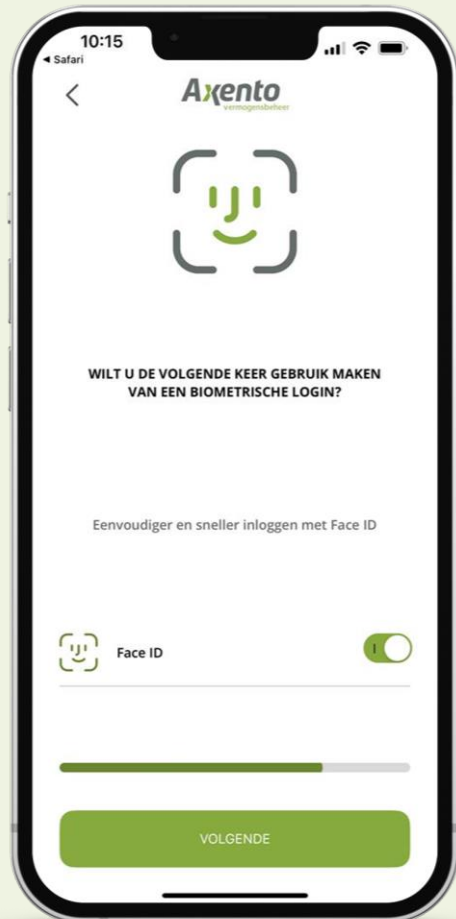 10:15
◀ Safari
Axento
vermogensbeheer
WILT U DE VOLGENDE KEER GEBRUIK MAKEN
VAN EEN BIOMETRISCHE LOGIN?
Eenvoudiger en sneller inloggen met Face ID
Face ID
VOLGENDE